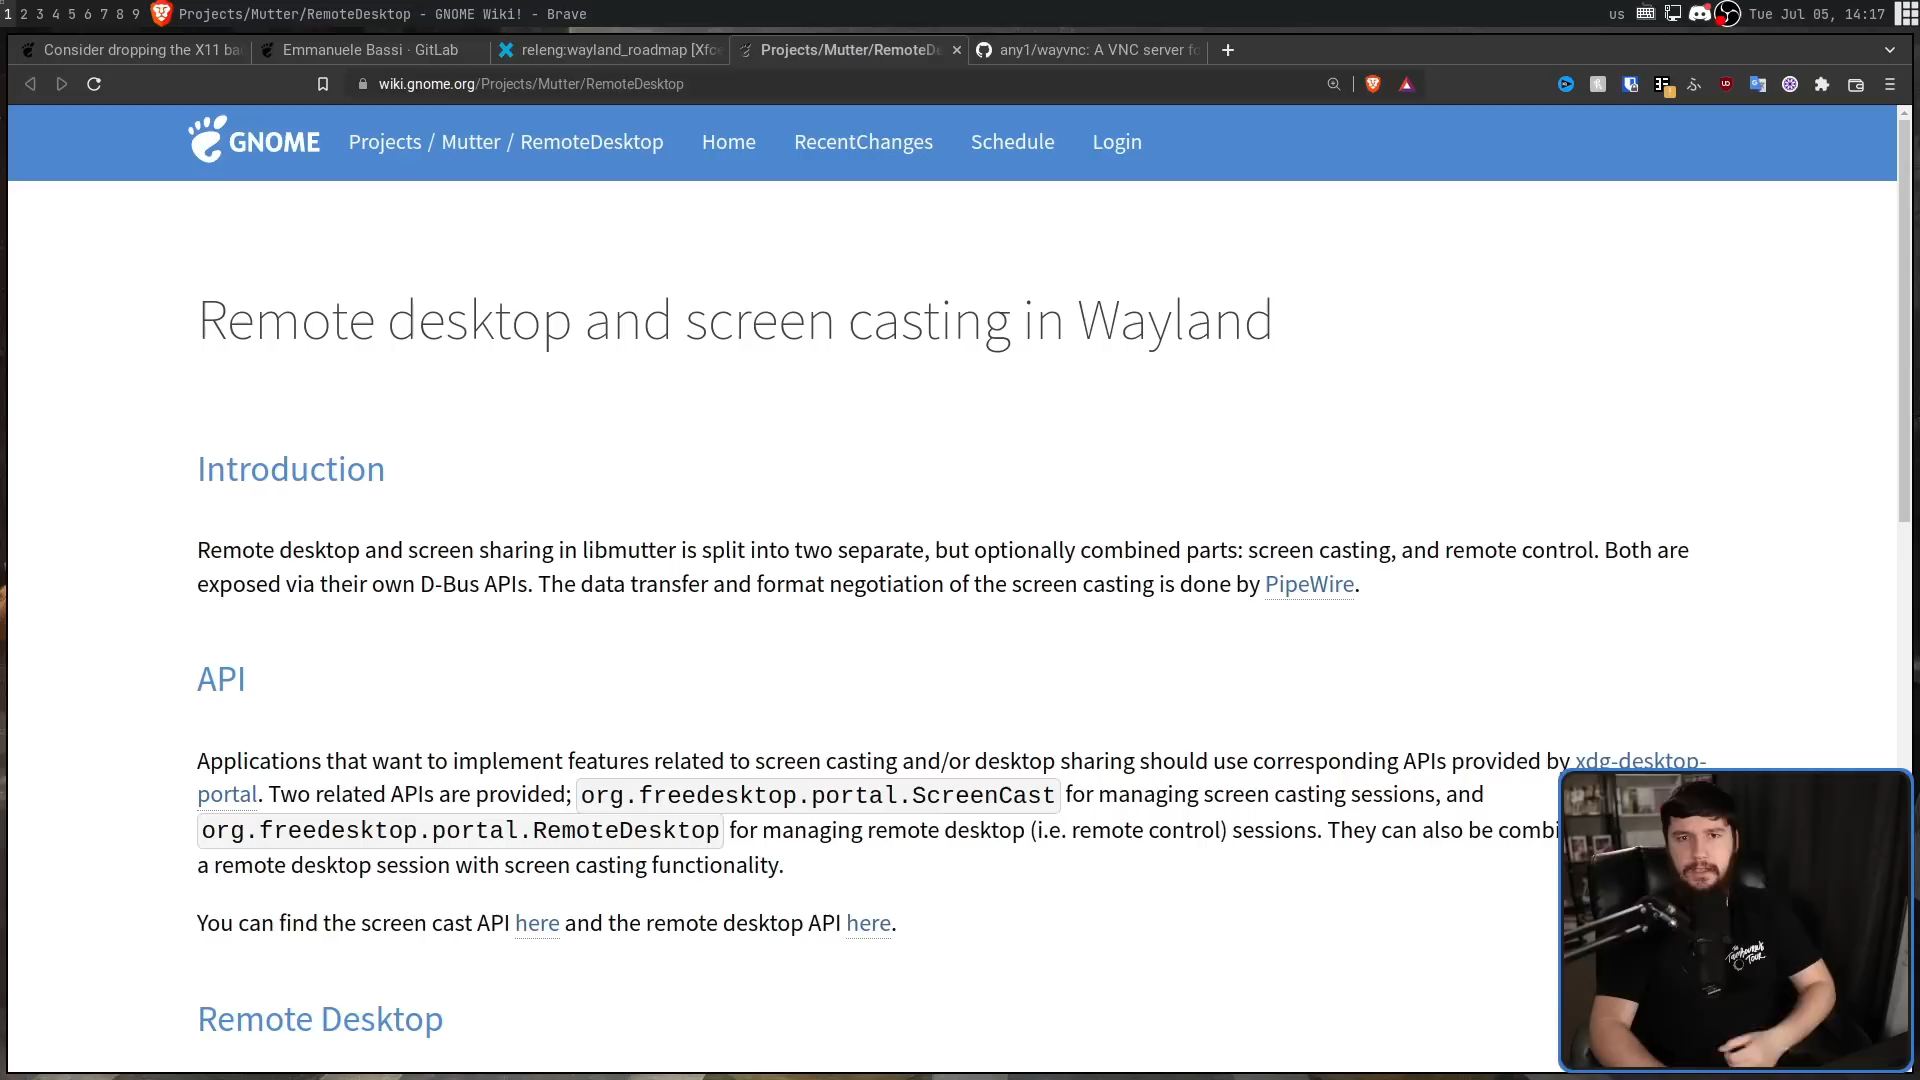 1 2 3 4 5 6 7 8 9 Projects/Mutter/RemoteDesktop - GNOME Wiki! - Brave us Tue Jul 05, 14:17
Consider dropping the X11 ba Emmanuele Bassi · GitLab releng:wayland_roadmap [Xfce Projects/Mutter/RemoteD any1/wayvnc: A VNC server fo
wiki.gnome.org/Projects/Mutter/RemoteDesktop
GNOME Projects / Mutter / RemoteDesktop Home RecentChanges Schedule Login
Remote desktop and screen casting in Wayland
Introduction
Remote desktop and screen sharing in libmutter is split into two separate, but optionally combined parts: screen casting, and remote control. Both are
exposed via their own D-Bus APIs. The data transfer and format negotiation of the screen casting is done by PipeWire.
API
Applications that want to implement features related to screen casting and/or desktop sharing should use corresponding APIs provided by xdg-desktop-
portal. Two related APIs are provided; org.freedesktop.portal.ScreenCast for managing screen casting sessions, and
org.freedesktop.portal.RemoteDesktop for managing remote desktop (i.e. remote control) sessions. They can also be combi
a remote desktop session with screen casting functionality.
You can find the screen cast API here and the remote desktop API here.
Remote Desktop